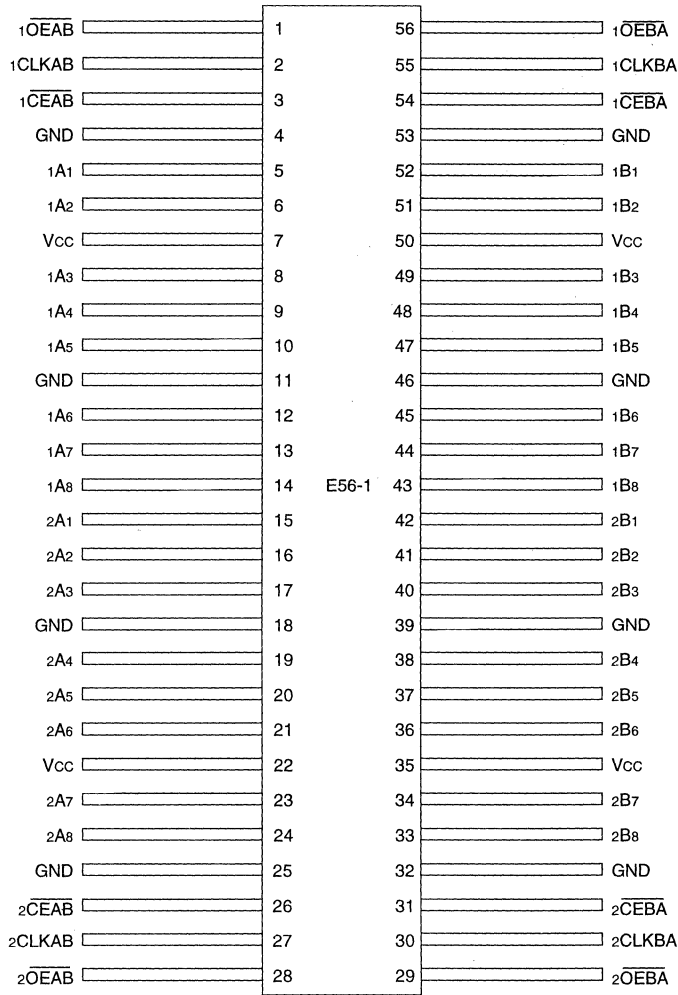 1OEAB 1 56 1OEBA
1CLKAB 2 55 1CLKBA
1CEAB 3 54 1CEBA
GND 4 53 GND
1A1 5 52 1B1
1A2 6 51 1B2
VCC 7 50 VCC
1A3 8 49 1B3
1A4 9 48 1B4
1A5 10 47 1B5
GND 11 46 GND
1A6 12 45 1B6
1A7 13 44 1B7
1A8 14 E56-1 43 1B8
2A1 15 42 2B1
2A2 16 41 2B2
2A3 17 40 2B3
GND 18 39 GND
2A4 19 38 2B4
2A5 20 37 2B5
2A6 21 36 2B6
VCC 22 35 VCC
2A7 23 34 2B7
2A8 24 33 2B8
GND 25 32 GND
2CEAB 26 31 2CEBA
2CLKAB 27 30 2CLKBA
2OEAB 28 29 2OEBA